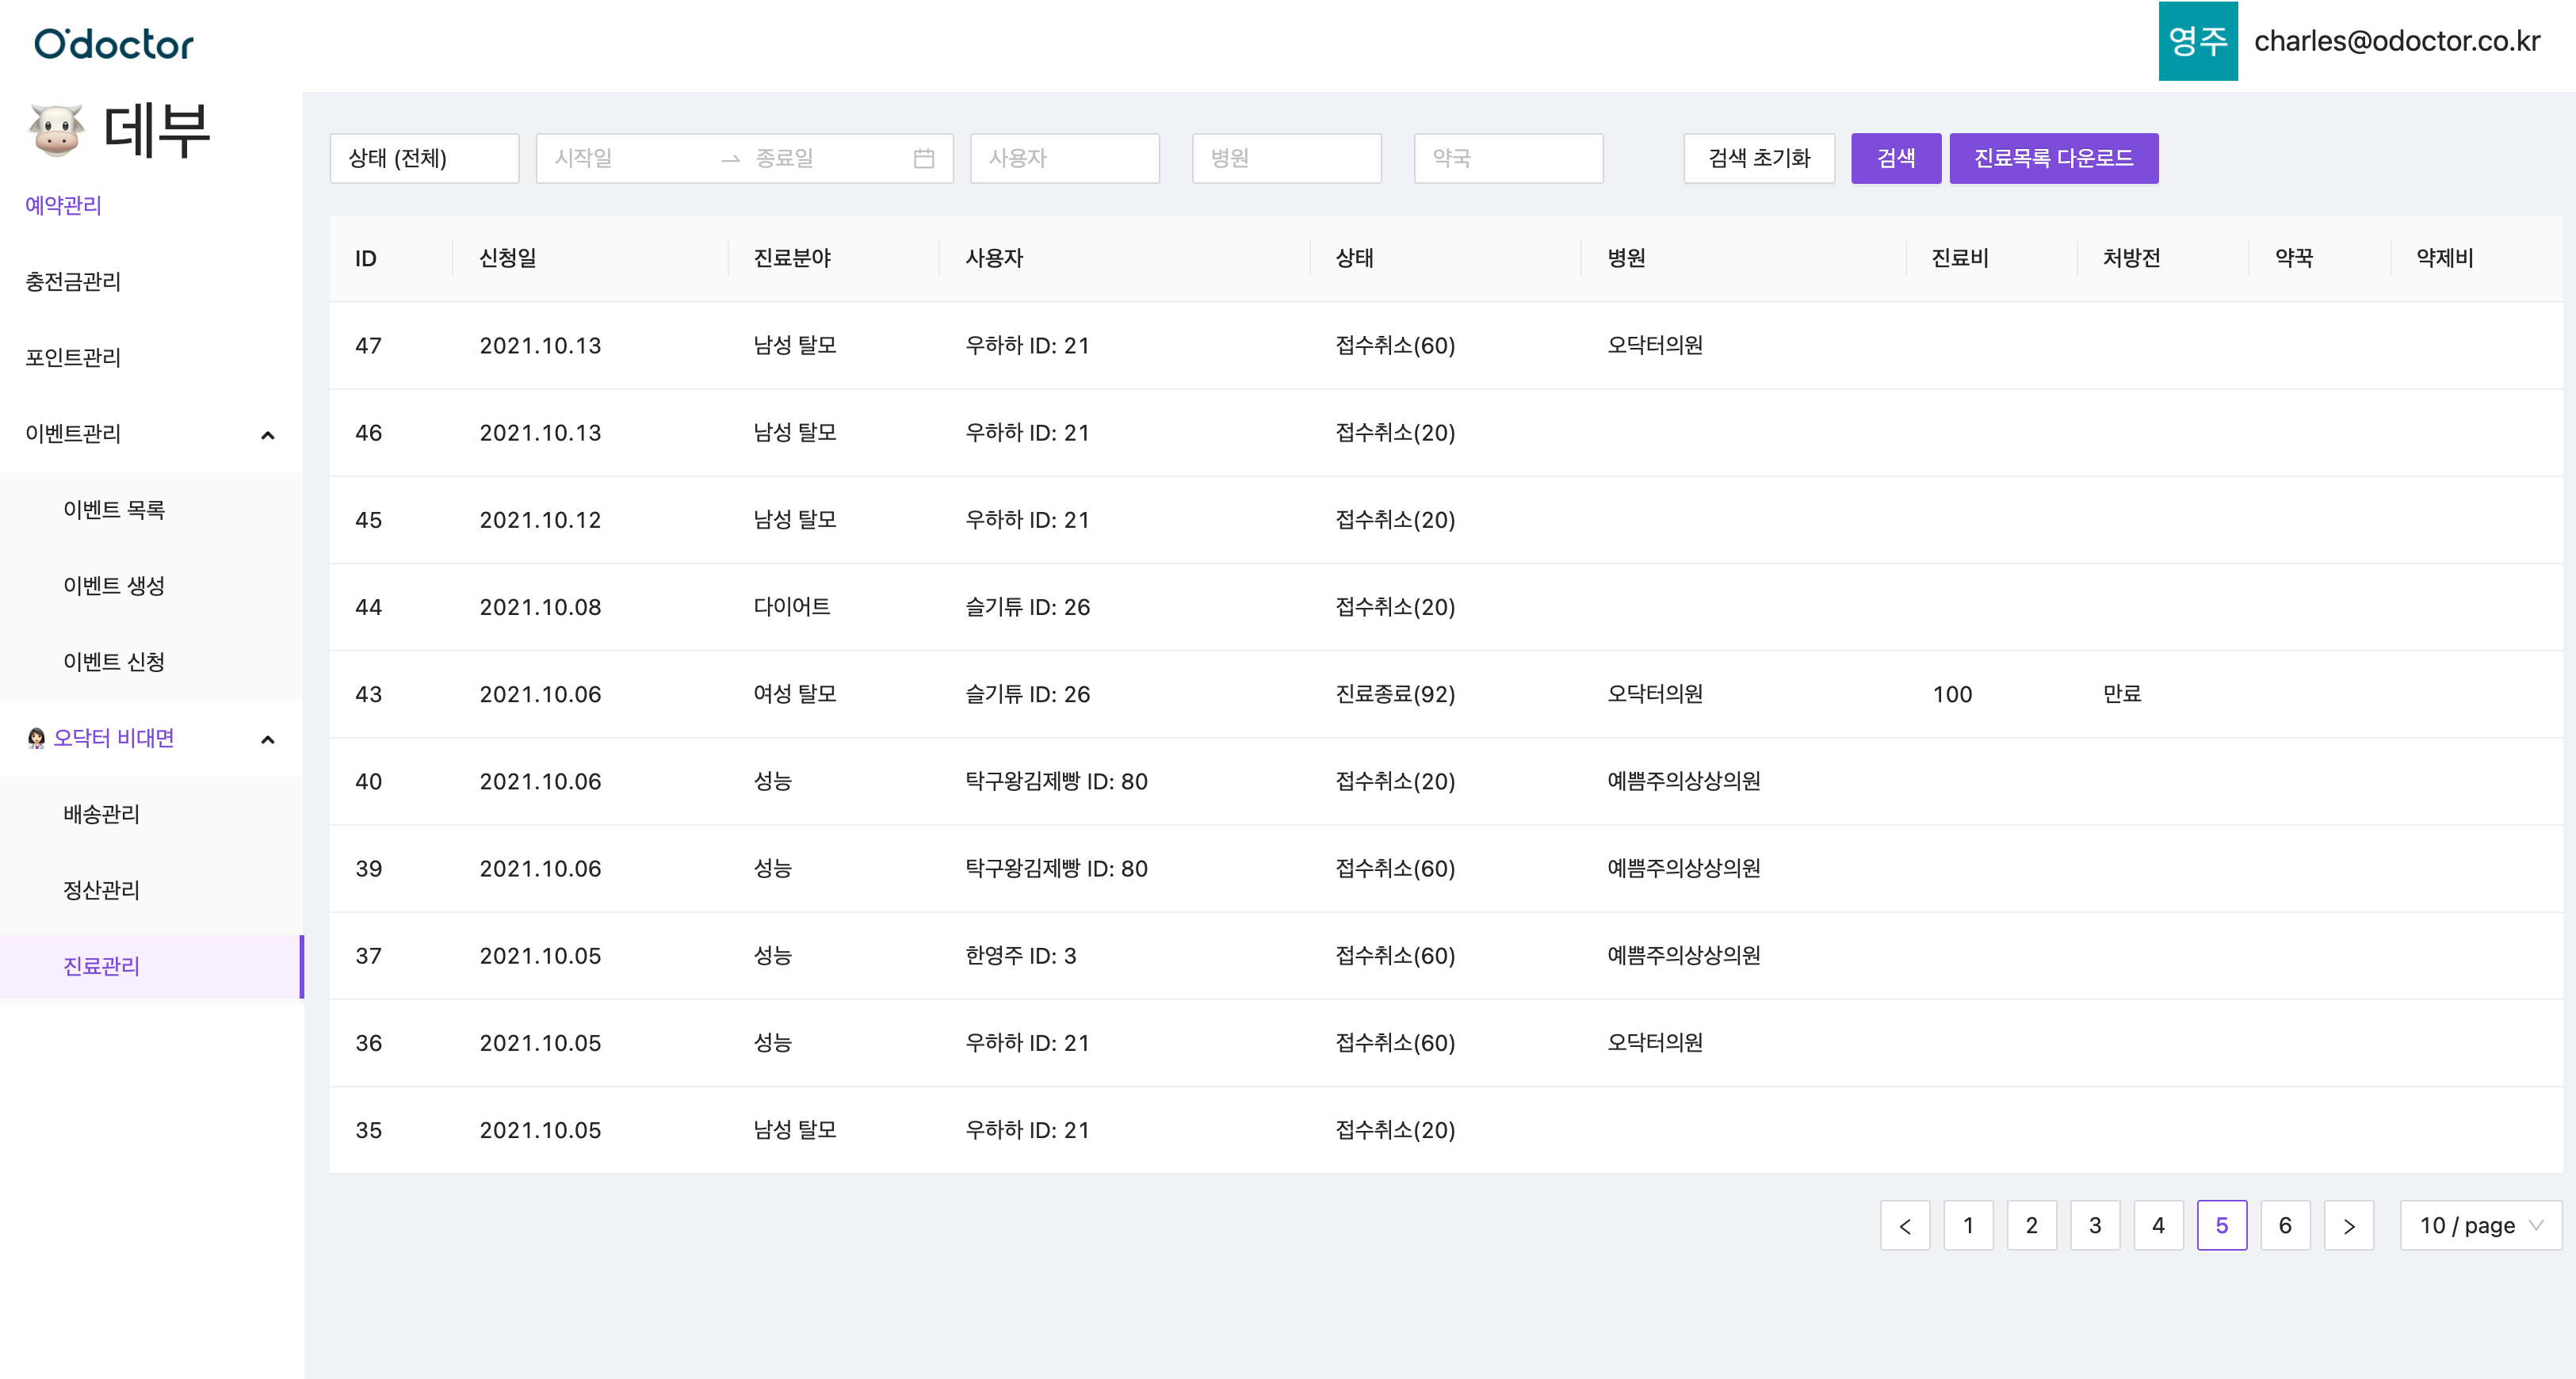 O'doctor
영주 charles@odoctor.co.kr
데부
예약관리
충전금관리
포인트관리
이벤트관리
이벤트 목록
이벤트 생성
이벤트 신청
오닥터 비대면
배송관리
정산관리
진료관리
상태 (전체) 시작일 → 종료일 사용자 병원 약국 검색 초기화 검색 진료목록 다운로드
ID 신청일 진료분야 사용자 상태 병원 진료비 처방전 약꾹 약제비
47 2021.10.13 남성 탈모 우하하 ID: 21 접수취소(60) 오닥터의원
46 2021.10.13 남성 탈모 우하하 ID: 21 접수취소(20)
45 2021.10.12 남성 탈모 우하하 ID: 21 접수취소(20)
44 2021.10.08 다이어트 슬기튜 ID: 26 접수취소(20)
43 2021.10.06 여성 탈모 슬기튜 ID: 26 진료종료(92) 오닥터의원 100 만료
40 2021.10.06 성능 탁구왕김제빵 ID: 80 접수취소(20) 예쁨주의상상의원
39 2021.10.06 성능 탁구왕김제빵 ID: 80 접수취소(60) 예쁨주의상상의원
37 2021.10.05 성능 한영주 ID: 3 접수취소(60) 예쁨주의상상의원
36 2021.10.05 성능 우하하 ID: 21 접수취소(60) 오닥터의원
35 2021.10.05 남성 탈모 우하하 ID: 21 접수취소(20)
< 1 2 3 4 5 6 > 10 / page